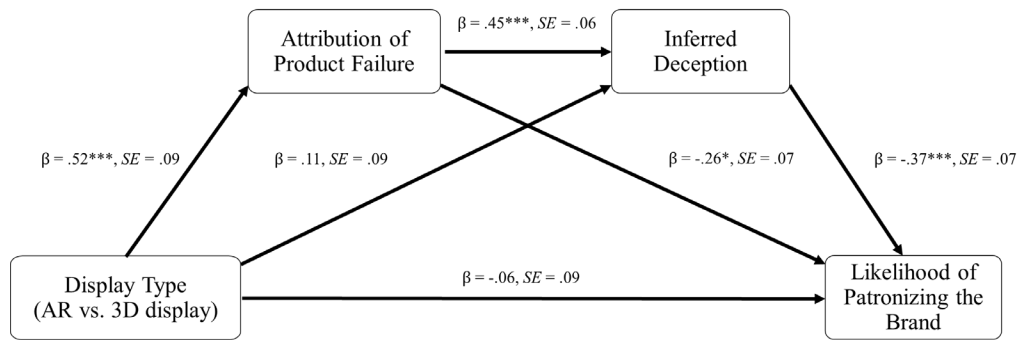 β = .45***, SE = .06
Attribution of
Product Failure
Inferred
Deception
β = .52***, SE = .09
β = .11, SE = .09
β = -.26*, SE = .07
β = -.37***, SE = .07
Display Type
(AR vs. 3D display)
β = -.06, SE = .09
Likelihood of
Patronizing the
Brand